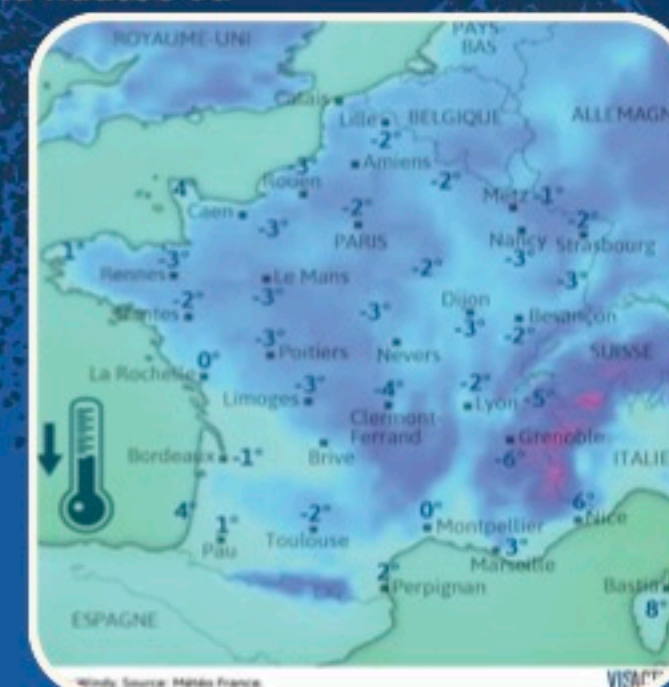 ROYAUME-UNI
PAYS-
BAS
Calais
Lille
BELGIQUE
ALLEMAGN
-2°
Amiens
-3°
Rouen
-2°
4°
Metz -1°
Caen
-2°
-2°
-3°
PARIS
Nancy
Strasbourg
1°
-3°
-3°
Rennes
Le Mans
-2°
-3°
-2°
-3°
Dijon
Nantes
-3°
-3°
Besançon
-3°
-2°
Poitiers
Nevers
SUISSE
0°
La Rochelle
-3°
-4°
-2°
-5°
Limoges
Lyon
Clermont-
Ferrand
Grenoble
Bordeaux -1°
Brive
-6°
ITALIE
4°
1°
-2°
0°
6°
Pau
Toulouse
Montpellier
Nice
3°
Marseille
2°
Perpignan
Bastia
8°
ESPAGNE
Windy. Source: Météo France.